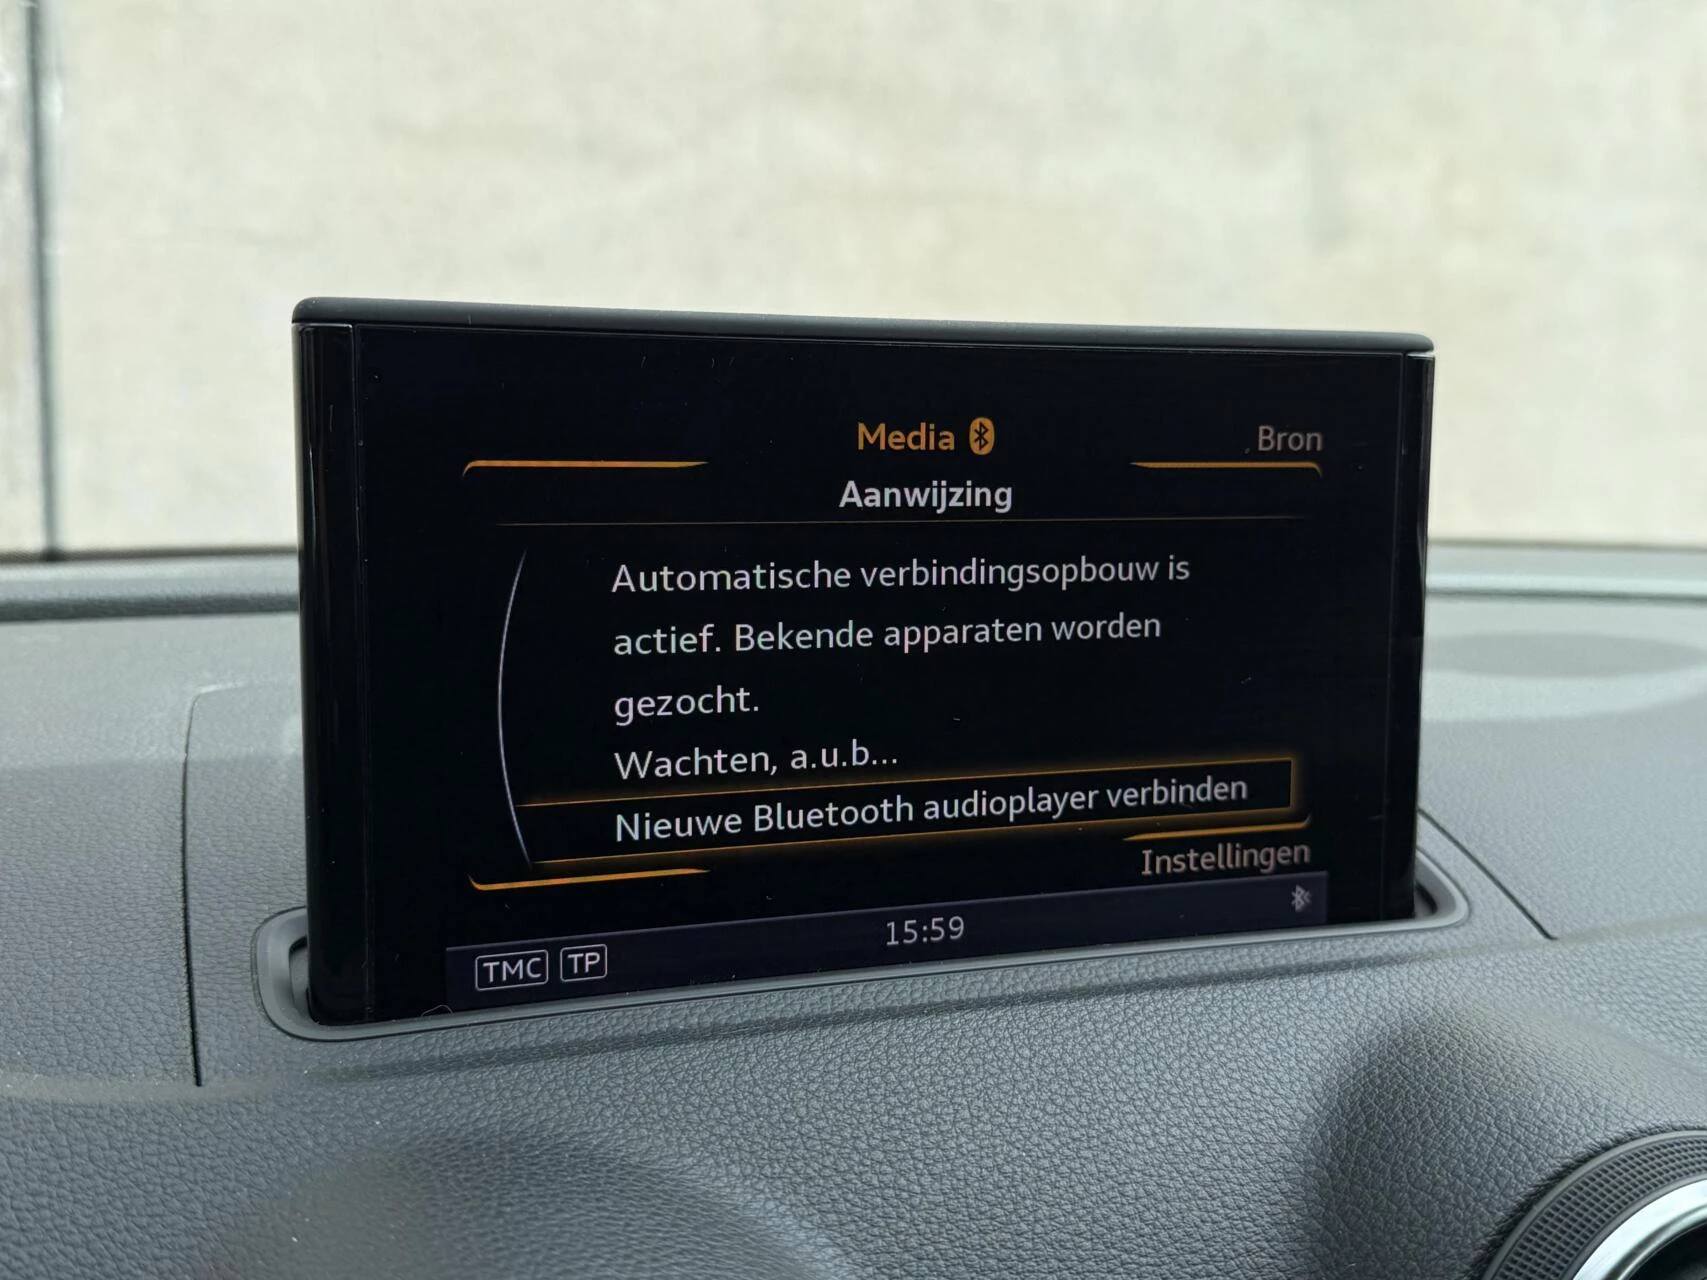 Media
Bron
Aanwijzing
Automatische verbindingsopbouw is
actief. Bekende apparaten worden
gezocht.
Wachten, a.u.b...
Nieuwe Bluetooth audioplayer verbinden
Instellingen
TMC TP 15:59